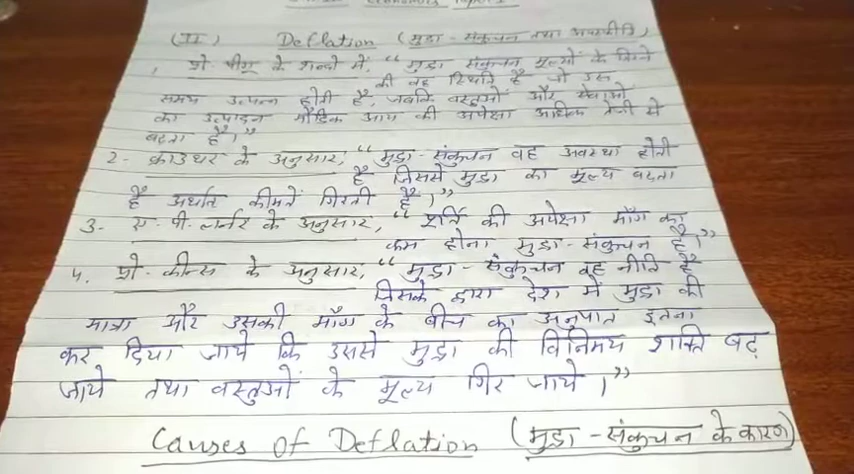 Economics Paper
(II) Deflation (मुद्रा - संकुचन तथा अवस्फीति)
1. प्रो. पीगू के शब्दों में, "मुद्रा संकुचन मूल्यों के गिरने
की वह स्थिति है जो उस
समय उत्पन्न होती है, जबकि वस्तुओं और सेवाओं
का उत्पादन मौद्रिक आय की अपेक्षा अधिक तेजी से
बढ़ता है।"
2- क्राउथर के अनुसार, "मुद्रा-संकुचन वह अवस्था होती
है जिससे मुद्रा का मूल्य बढ़ता
है अर्थात कीमतें गिरती हैं।"
3- ए. पी. लर्नर के अनुसार, "पूर्ति की अपेक्षा माँग का
कम होना मुद्रा-संकुचन है।"
4. प्रो. कीन्स के अनुसार, "मुद्रा-संकुचन वह नीति है
जिसके द्वारा देश में मुद्रा की
मात्रा और उसकी माँग के बीच का अनुपात इतना
कर दिया जाये कि उससे मुद्रा की विनिमय शक्ति बढ़
जाये तथा वस्तुओं के मूल्य गिर जाये।"
Causes of Deflation (मुद्रा-संकुचन के कारण)